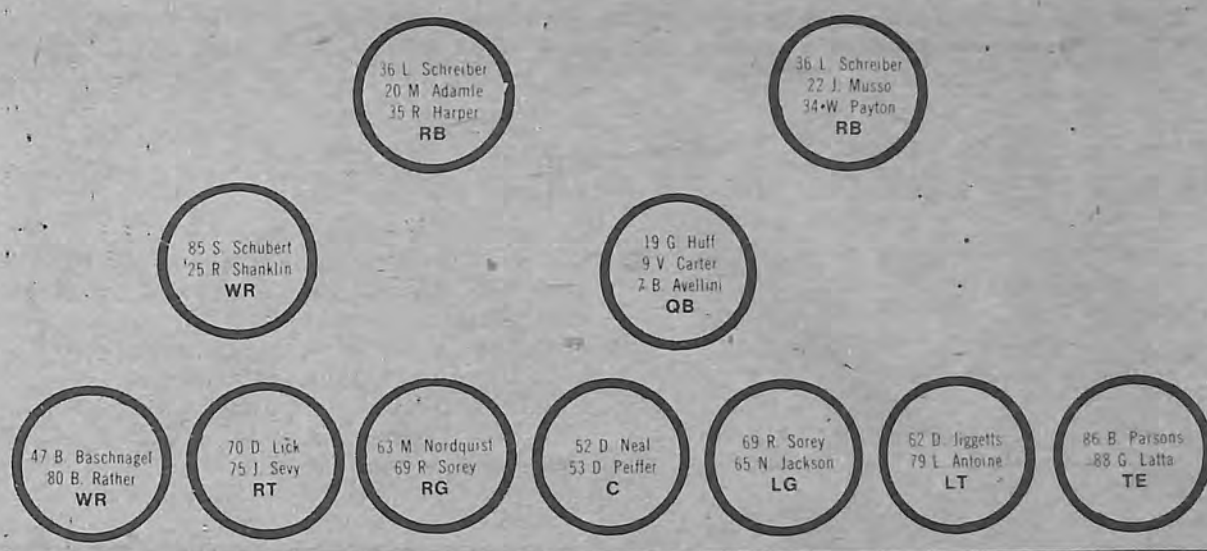 36 L. Schreiber
20 M. Adamle
35 R. Harper
RB
36 L. Schreiber
22 J. Musso
34 W. Payton
RB
85 S. Schubert
25 R. Shanklin
WR
19 G. Huff
9 V. Carter
7 B. Avellini
QB
47 B. Baschnagel
80 B. Rather
WR
70 D. Lick
75 J. Sevy
RT
63 M. Nordquist
69 R. Sorey
RG
52 D. Neal
53 D. Peiffer
C
69 R. Sorey
65 N. Jackson
LG
62 D. Jiggetts
79 L. Antoine
LT
86 B. Parsons
88 G. Latta
TE